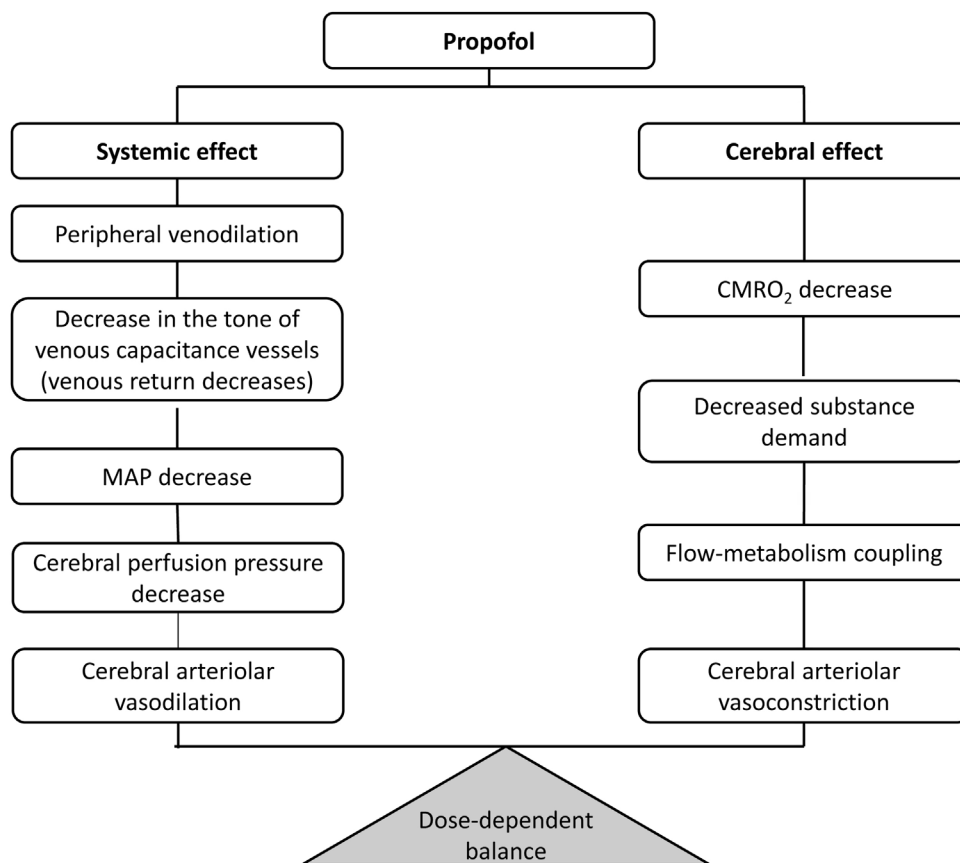 Propofol
Systemic effect
Peripheral venodilation
Decrease in the tone of
venous capacitance vessels
(venous return decreases)
MAP decrease
Cerebral perfusion pressure
decrease
Cerebral arteriolar
vasodilation
Cerebral effect
CMRO₂ decrease
Decreased substance
demand
Flow-metabolism coupling
Cerebral arteriolar
vasoconstriction
Dose-dependent
balance